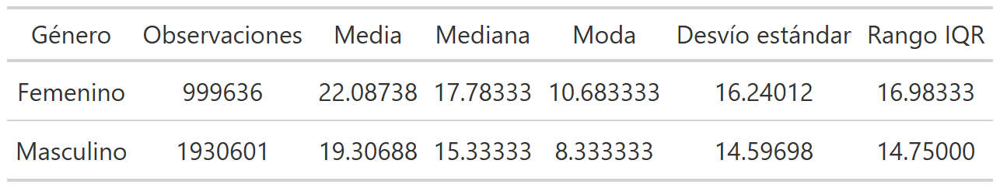 Género Observaciones Media Mediana Moda Desvío estándar Rango IQR
Femenino 999636 22.08738 17.78333 10.683333 16.24012 16.98333
Masculino 1930601 19.30688 15.33333 8.333333 14.59698 14.75000